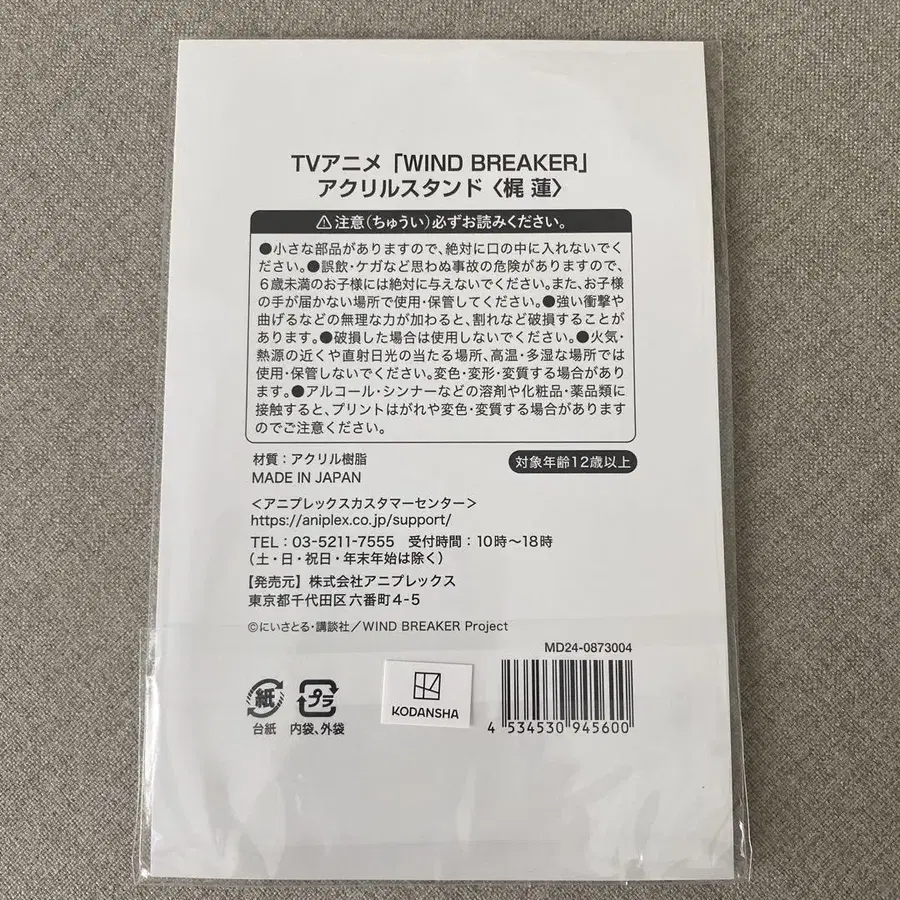 TVアニメ「WIND BREAKER」
アクリルスタンド〈梶 蓮〉
⚠注意(ちゅうい)必ずお読みください。
●小さな部品がありますので、絶対に口の中に入れないでく
ださい。●誤飲・ケガなど思わぬ事故の危険がありますので、
6歳未満のお子様には絶対に与えないでください。また、お子様
の手が届かない場所で使用・保管してください。●強い衝撃や
曲げるなどの無理な力が加わると、割れなど破損することが
あります。●破損した場合は使用しないでください。●火気・
熱源の近くや直射日光の当たる場所、高温・多湿な場所では
使用・保管しないでください。変色・変形・変質する場合がありま
す。●アルコール・シンナーなどの溶剤や化粧品・薬品類に
接触すると、プリントはがれや変色・変質する場合があります
のでご注意ください。
材質:アクリル樹脂
対象年齢12歳以上
MADE IN JAPAN
<アニプレックスカスタマーセンター>
https://aniplex.co.jp/support/
TEL:03-5211-7555 受付時間:10時~18時
(土・日・祝日・年末年始は除く)
【発売元】株式会社アニプレックス
東京都千代田区六番町4-5
©にいさとる・講談社/WIND BREAKER Project
MD24-0873004
紙
台紙
プラ
内袋、外袋
KODANSHA
4 534530 945600